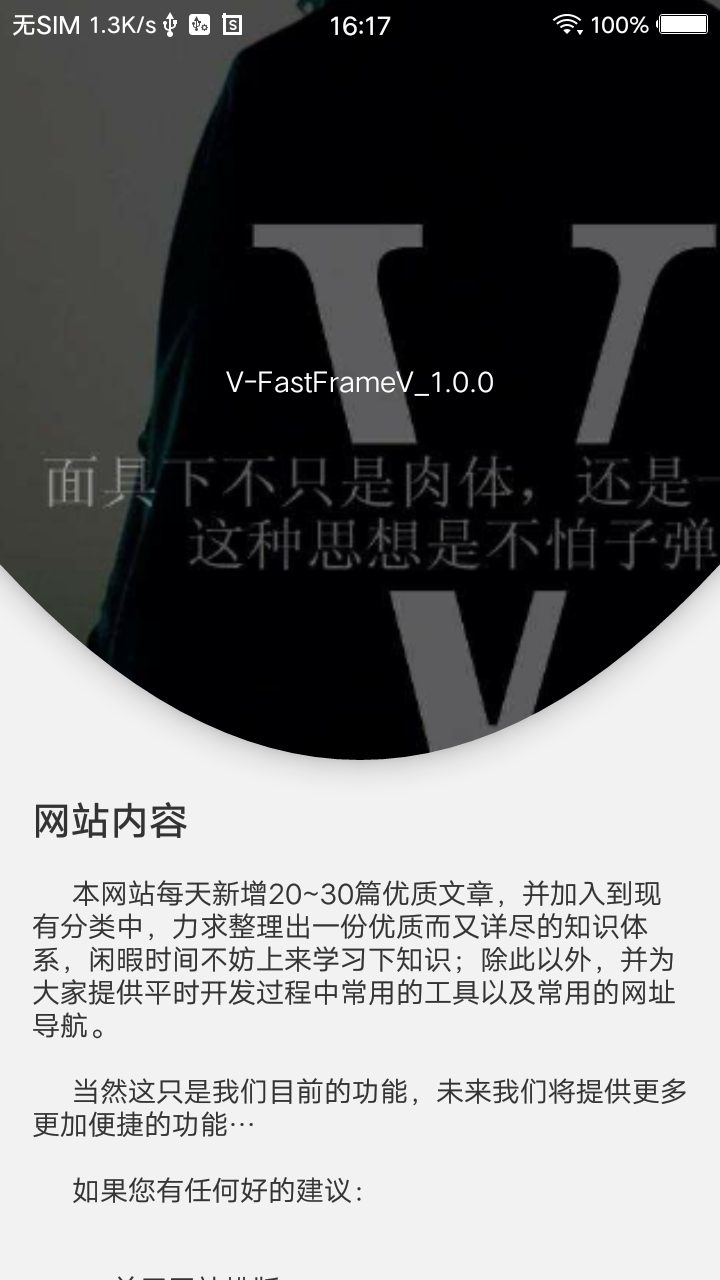 无SIM 1.3K/s 16:17 100%
V V
V-FastFrameV_1.0.0
面具下不只是肉体，还是一
这种思想是不怕子弹
V
网站内容
本网站每天新增20~30篇优质文章，并加入到现
有分类中，力求整理出一份优质而又详尽的知识体
系，闲暇时间不妨上来学习下知识；除此以外，并为
大家提供平时开发过程中常用的工具以及常用的网址
导航。
当然这只是我们目前的功能，未来我们将提供更多
更加便捷的功能…
如果您有任何好的建议：